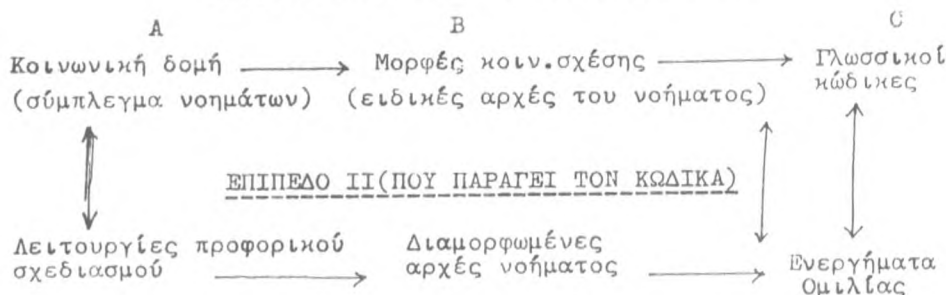 A B C
Κοινωνική δομή Μορφές κοιν.σχέσης Γλωσσικοί
(σύμπλεγμα νοημάτων) (ειδικές αρχές του νοήματος) κώδικες
ΕΠΙΠΕΔΟ ΙΙ(ΠΟΥ ΠΑΡΑΓΕΙ ΤΟΝ ΚΩΔΙΚΑ)
Λειτουργίες προφορικού Διαμορφωμένες
σχεδιασμού αρχές νοήματος Ενεργήματα
Ομιλίας